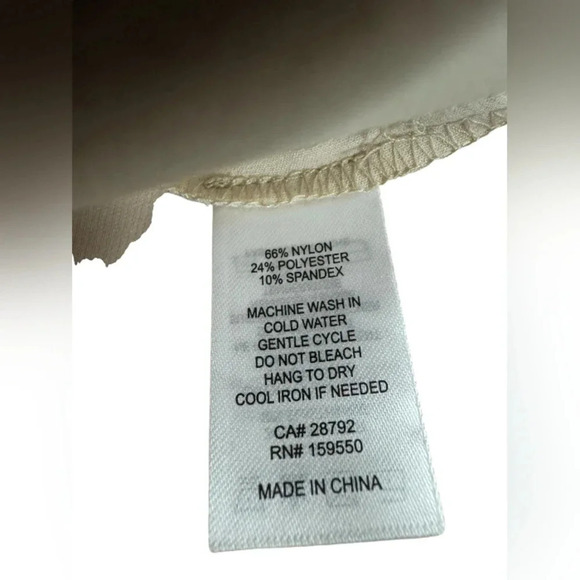 66% NYLON
24% POLYESTER
10% SPANDEX
MACHINE WASH IN
COLD WATER
GENTLE CYCLE
DO NOT BLEACH
HANG TO DRY
COOL IRON IF NEEDED
CA# 28792
RN# 159550
MADE IN CHINA